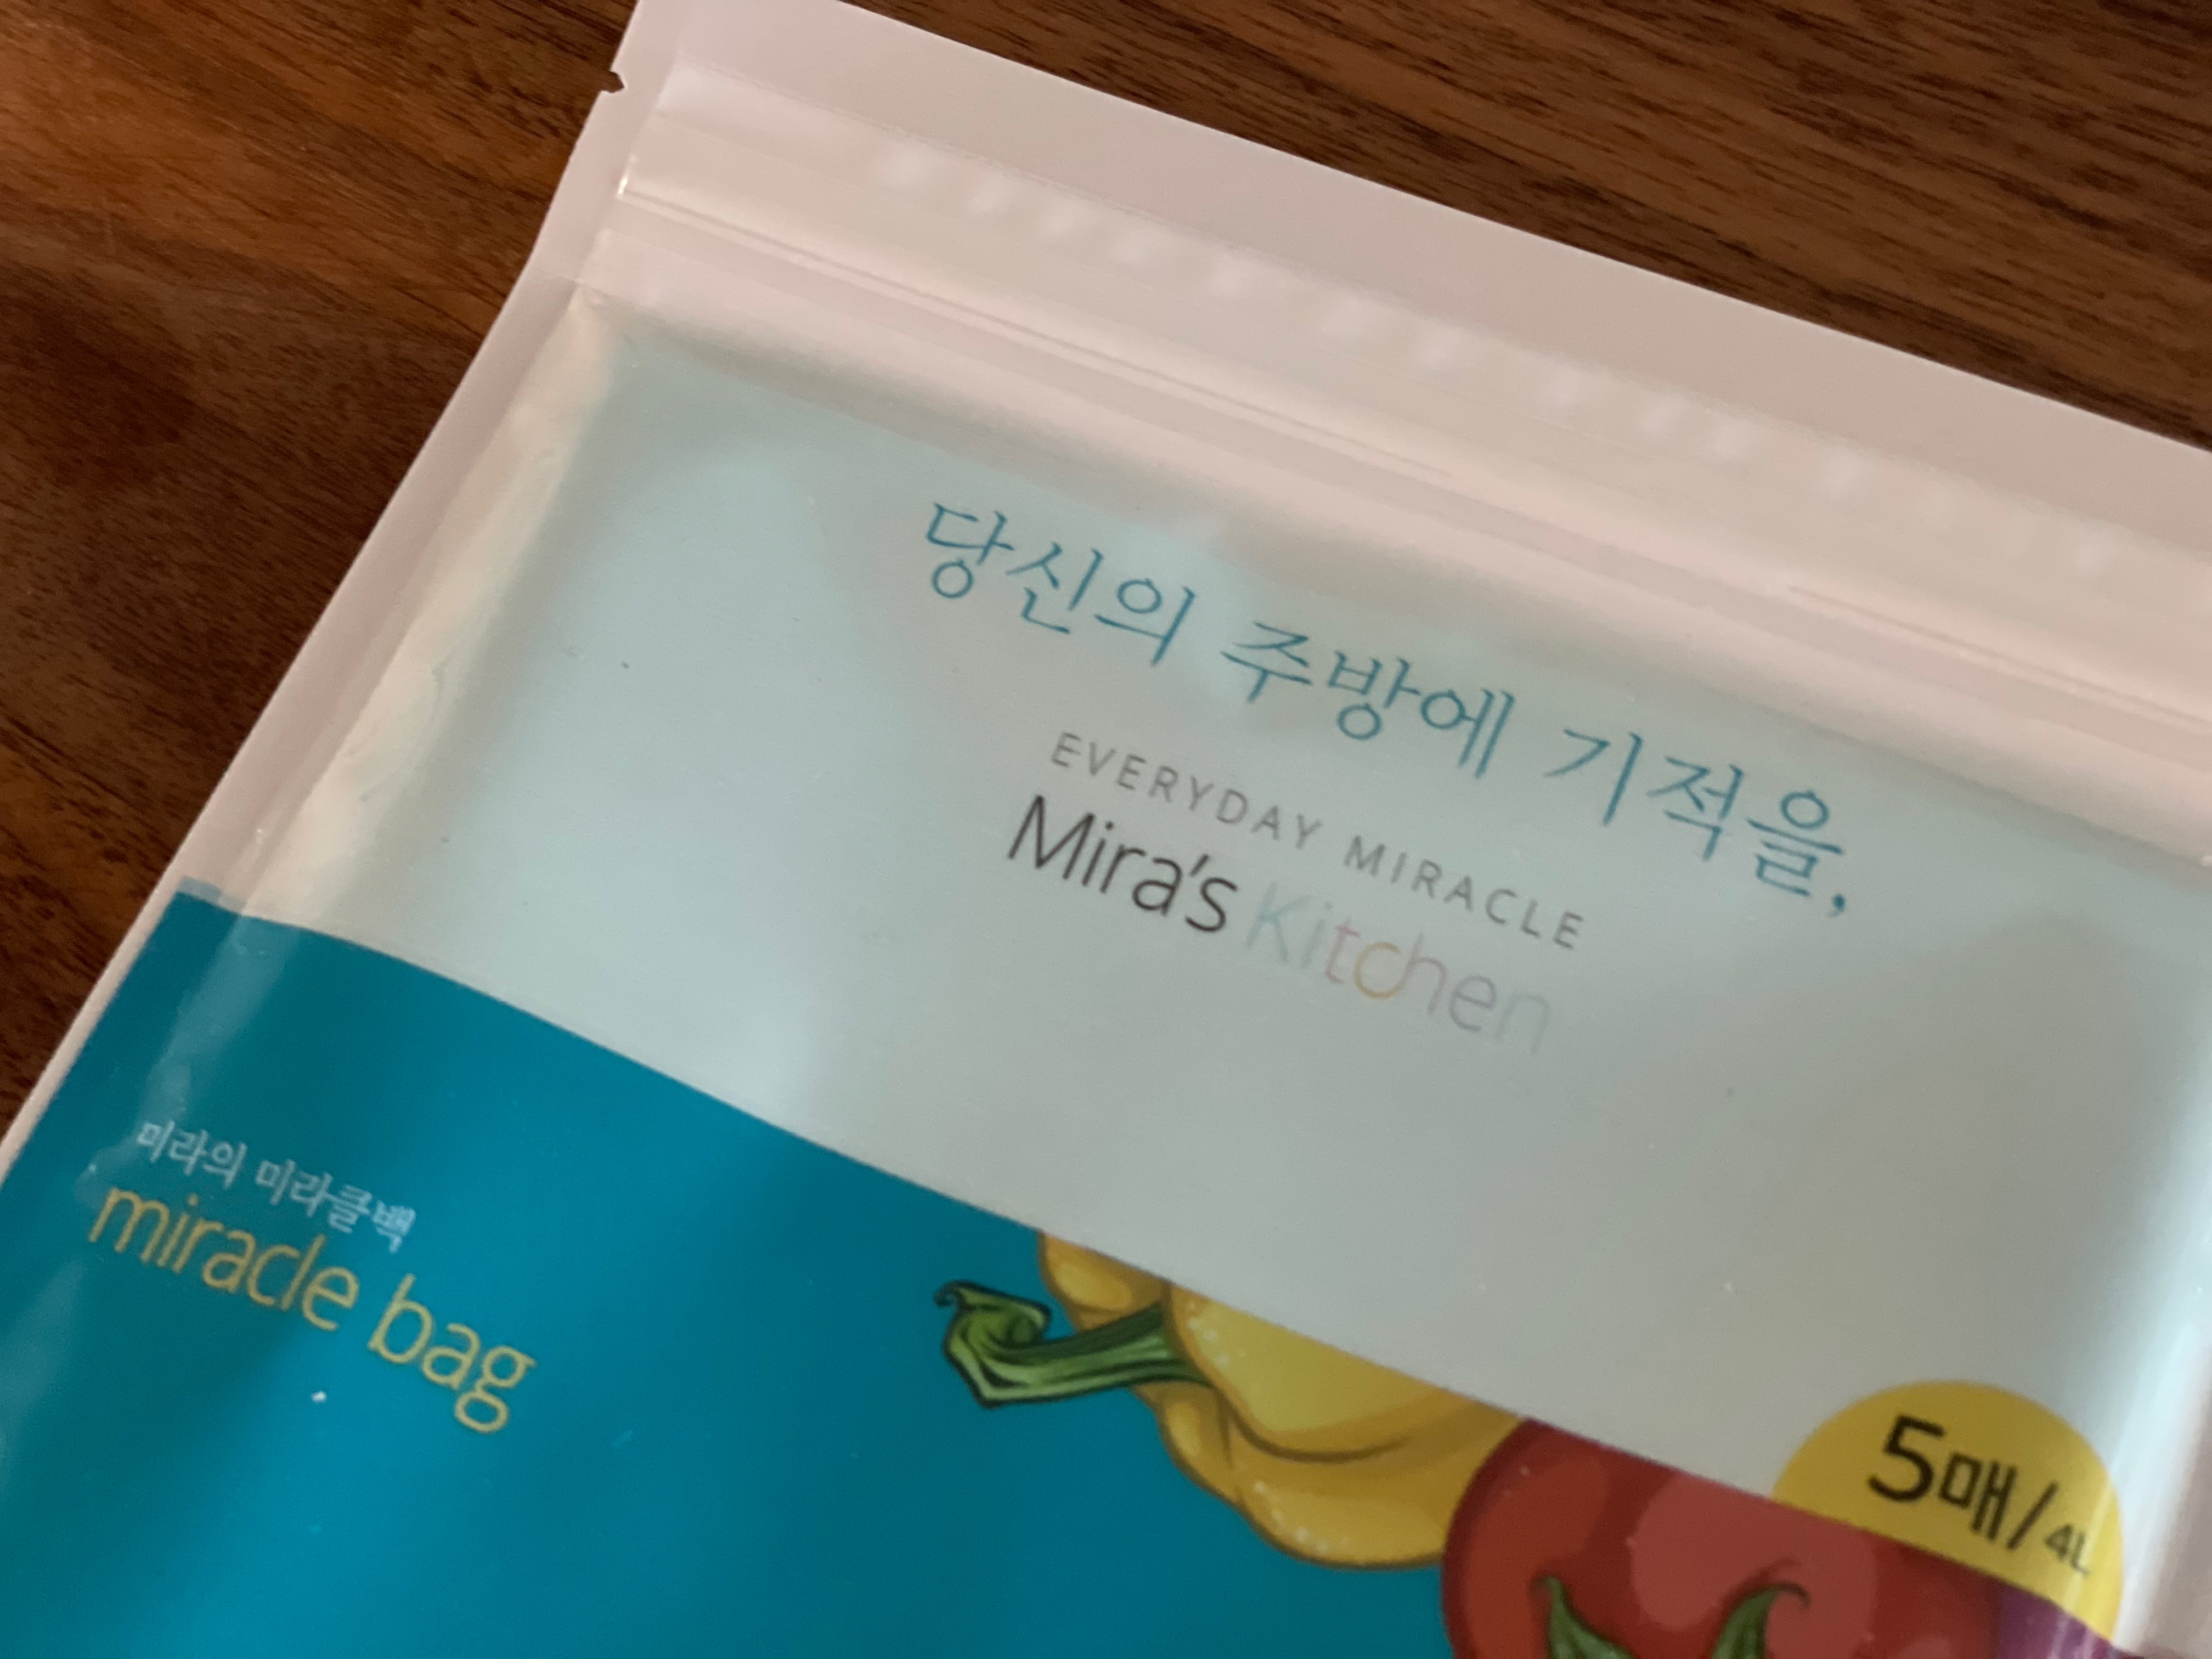 당신의 주방에 기적을,
EVERYDAY MIRACLE
Mira's Kitchen
미라의 미라클백
miracle bag
5매/4L